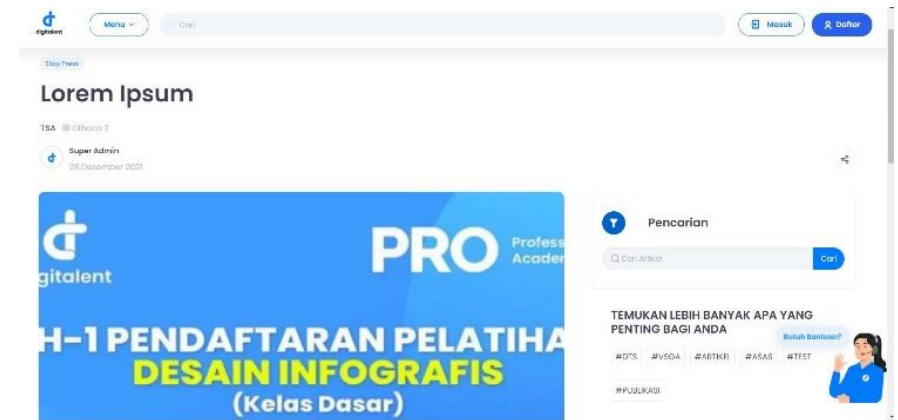 digitalent
Menu
Cari
Masuk
Daftar
Stop Press
Lorem Ipsum
TSA Dibaca 2
Super Admin
28 Desember 2021
gitalent
PRO
Profess
Academ
H-1 PENDAFTARAN PELATIHA
DESAIN INFOGRAFIS
(Kelas Dasar)
Pencarian
Cari Artikel
Cari
TEMUKAN LEBIH BANYAK APA YANG
PENTING BAGI ANDA
Butuh Bantuan?
#DTS #VSGA #ARTIKEL #ASAS #TEST
#PUBLIKASI